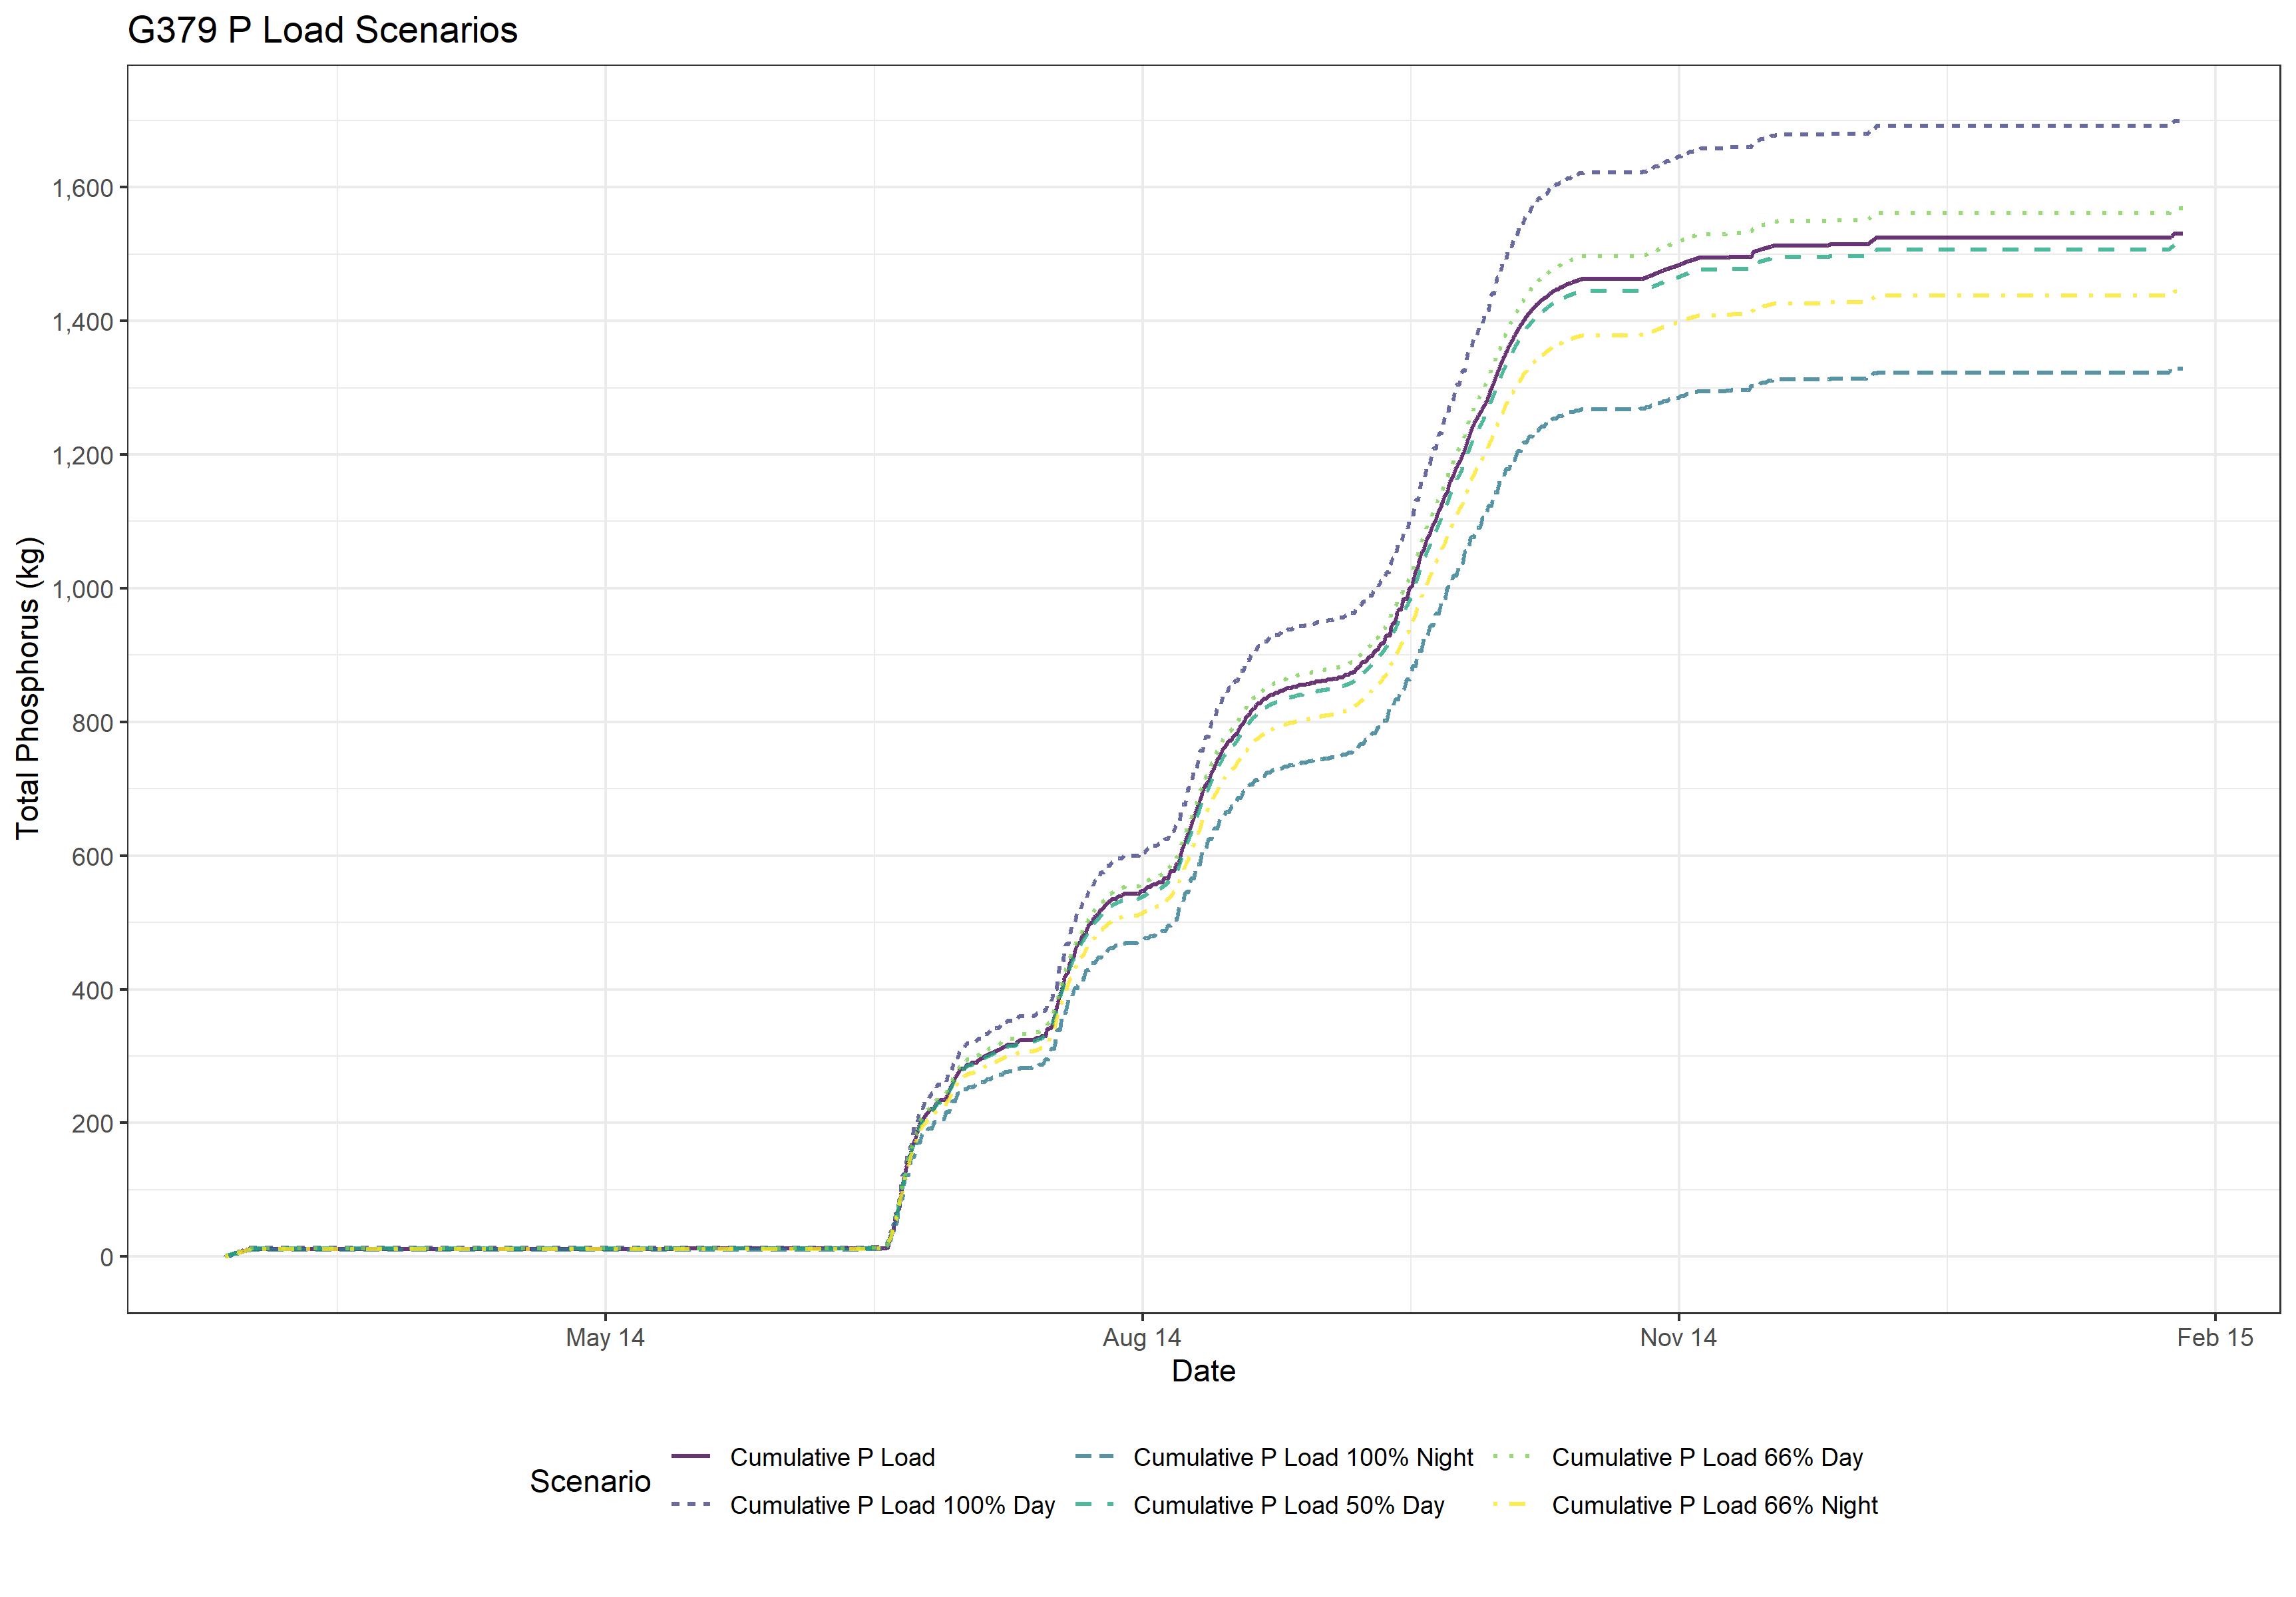 G379 P Load Scenarios
Total Phosphorus (kg)
1,600
1,400
1,200
1,000
800
600
400
200
0
May 14 Aug 14 Nov 14 Feb 15
Date
Scenario
Cumulative P Load Cumulative P Load 100% Night Cumulative P Load 66% Day
Cumulative P Load 100% Day Cumulative P Load 50% Day Cumulative P Load 66% Night